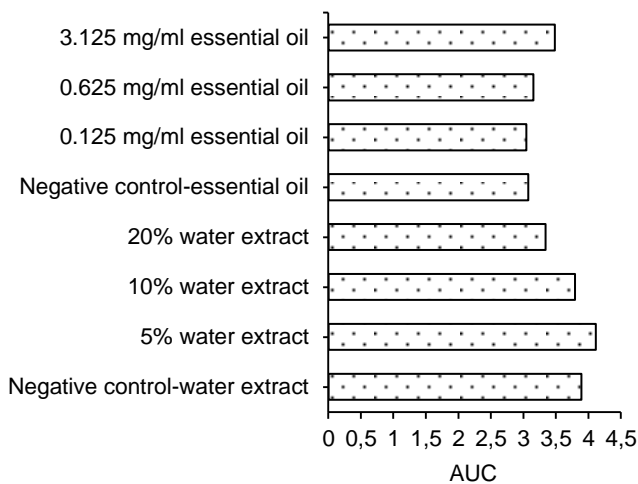 3.125 mg/ml essential oil
0.625 mg/ml essential oil
0.125 mg/ml essential oil
Negative control-essential oil
20% water extract
10% water extract
5% water extract
Negative control-water extract
0 0,5 1 1,5 2 2,5 3 3,5 4 4,5
AUC